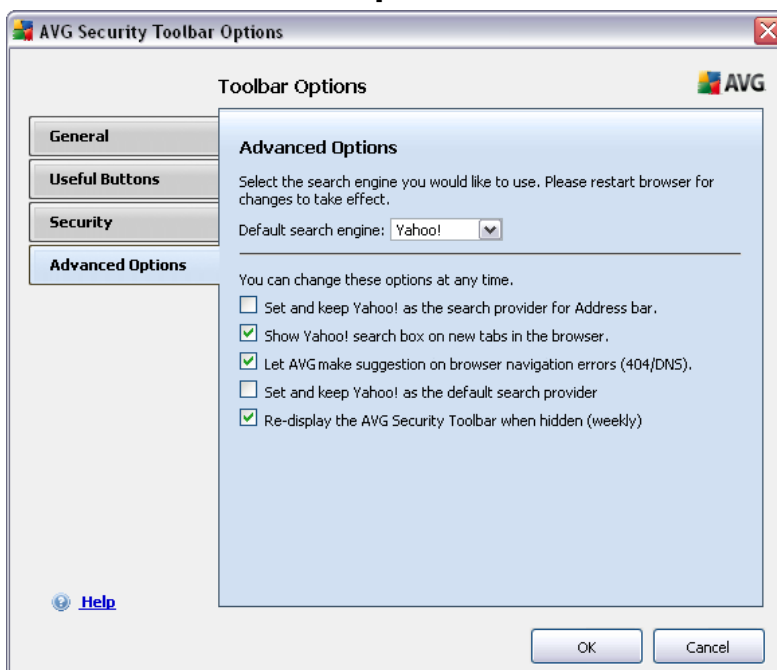 AVG Security Toolbar Options
Toolbar Options
AVG
General
Useful Buttons
Security
Advanced Options
Advanced Options
Select the search engine you would like to use. Please restart browser for
changes to take effect.
Default search engine: Yahoo!
You can change these options at any time.
Set and keep Yahoo! as the search provider for Address bar.
Show Yahoo! search box on new tabs in the browser.
Let AVG make suggestion on browser navigation errors (404/DNS).
Set and keep Yahoo! as the default search provider
Re-display the AVG Security Toolbar when hidden (weekly)
Help
OK
Cancel